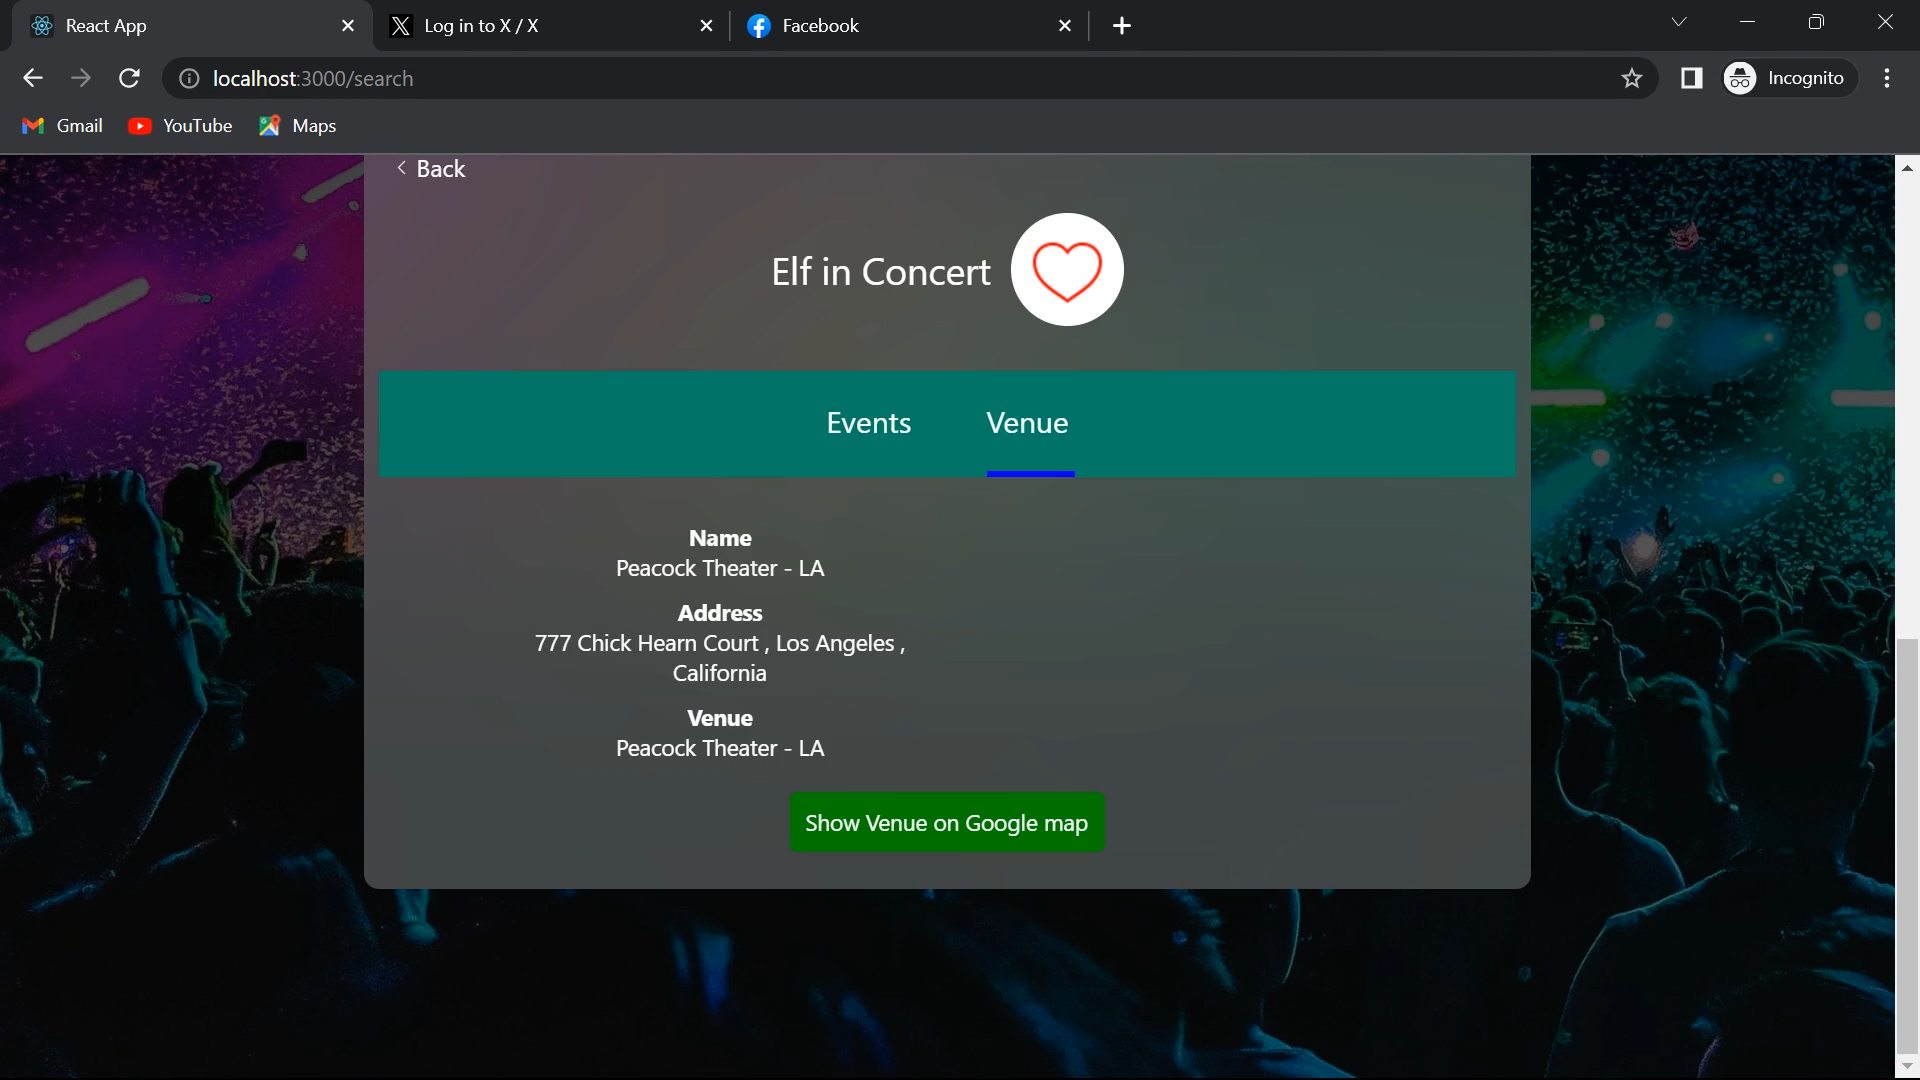 React App
Log in to X / X
Facebook
localhost:3000/search
Incognito
Gmail
YouTube
Maps
Back
Elf in Concert
Events
Venue
Name
Peacock Theater - LA
Address
777 Chick Hearn Court , Los Angeles ,
California
Venue
Peacock Theater - LA
Show Venue on Google map